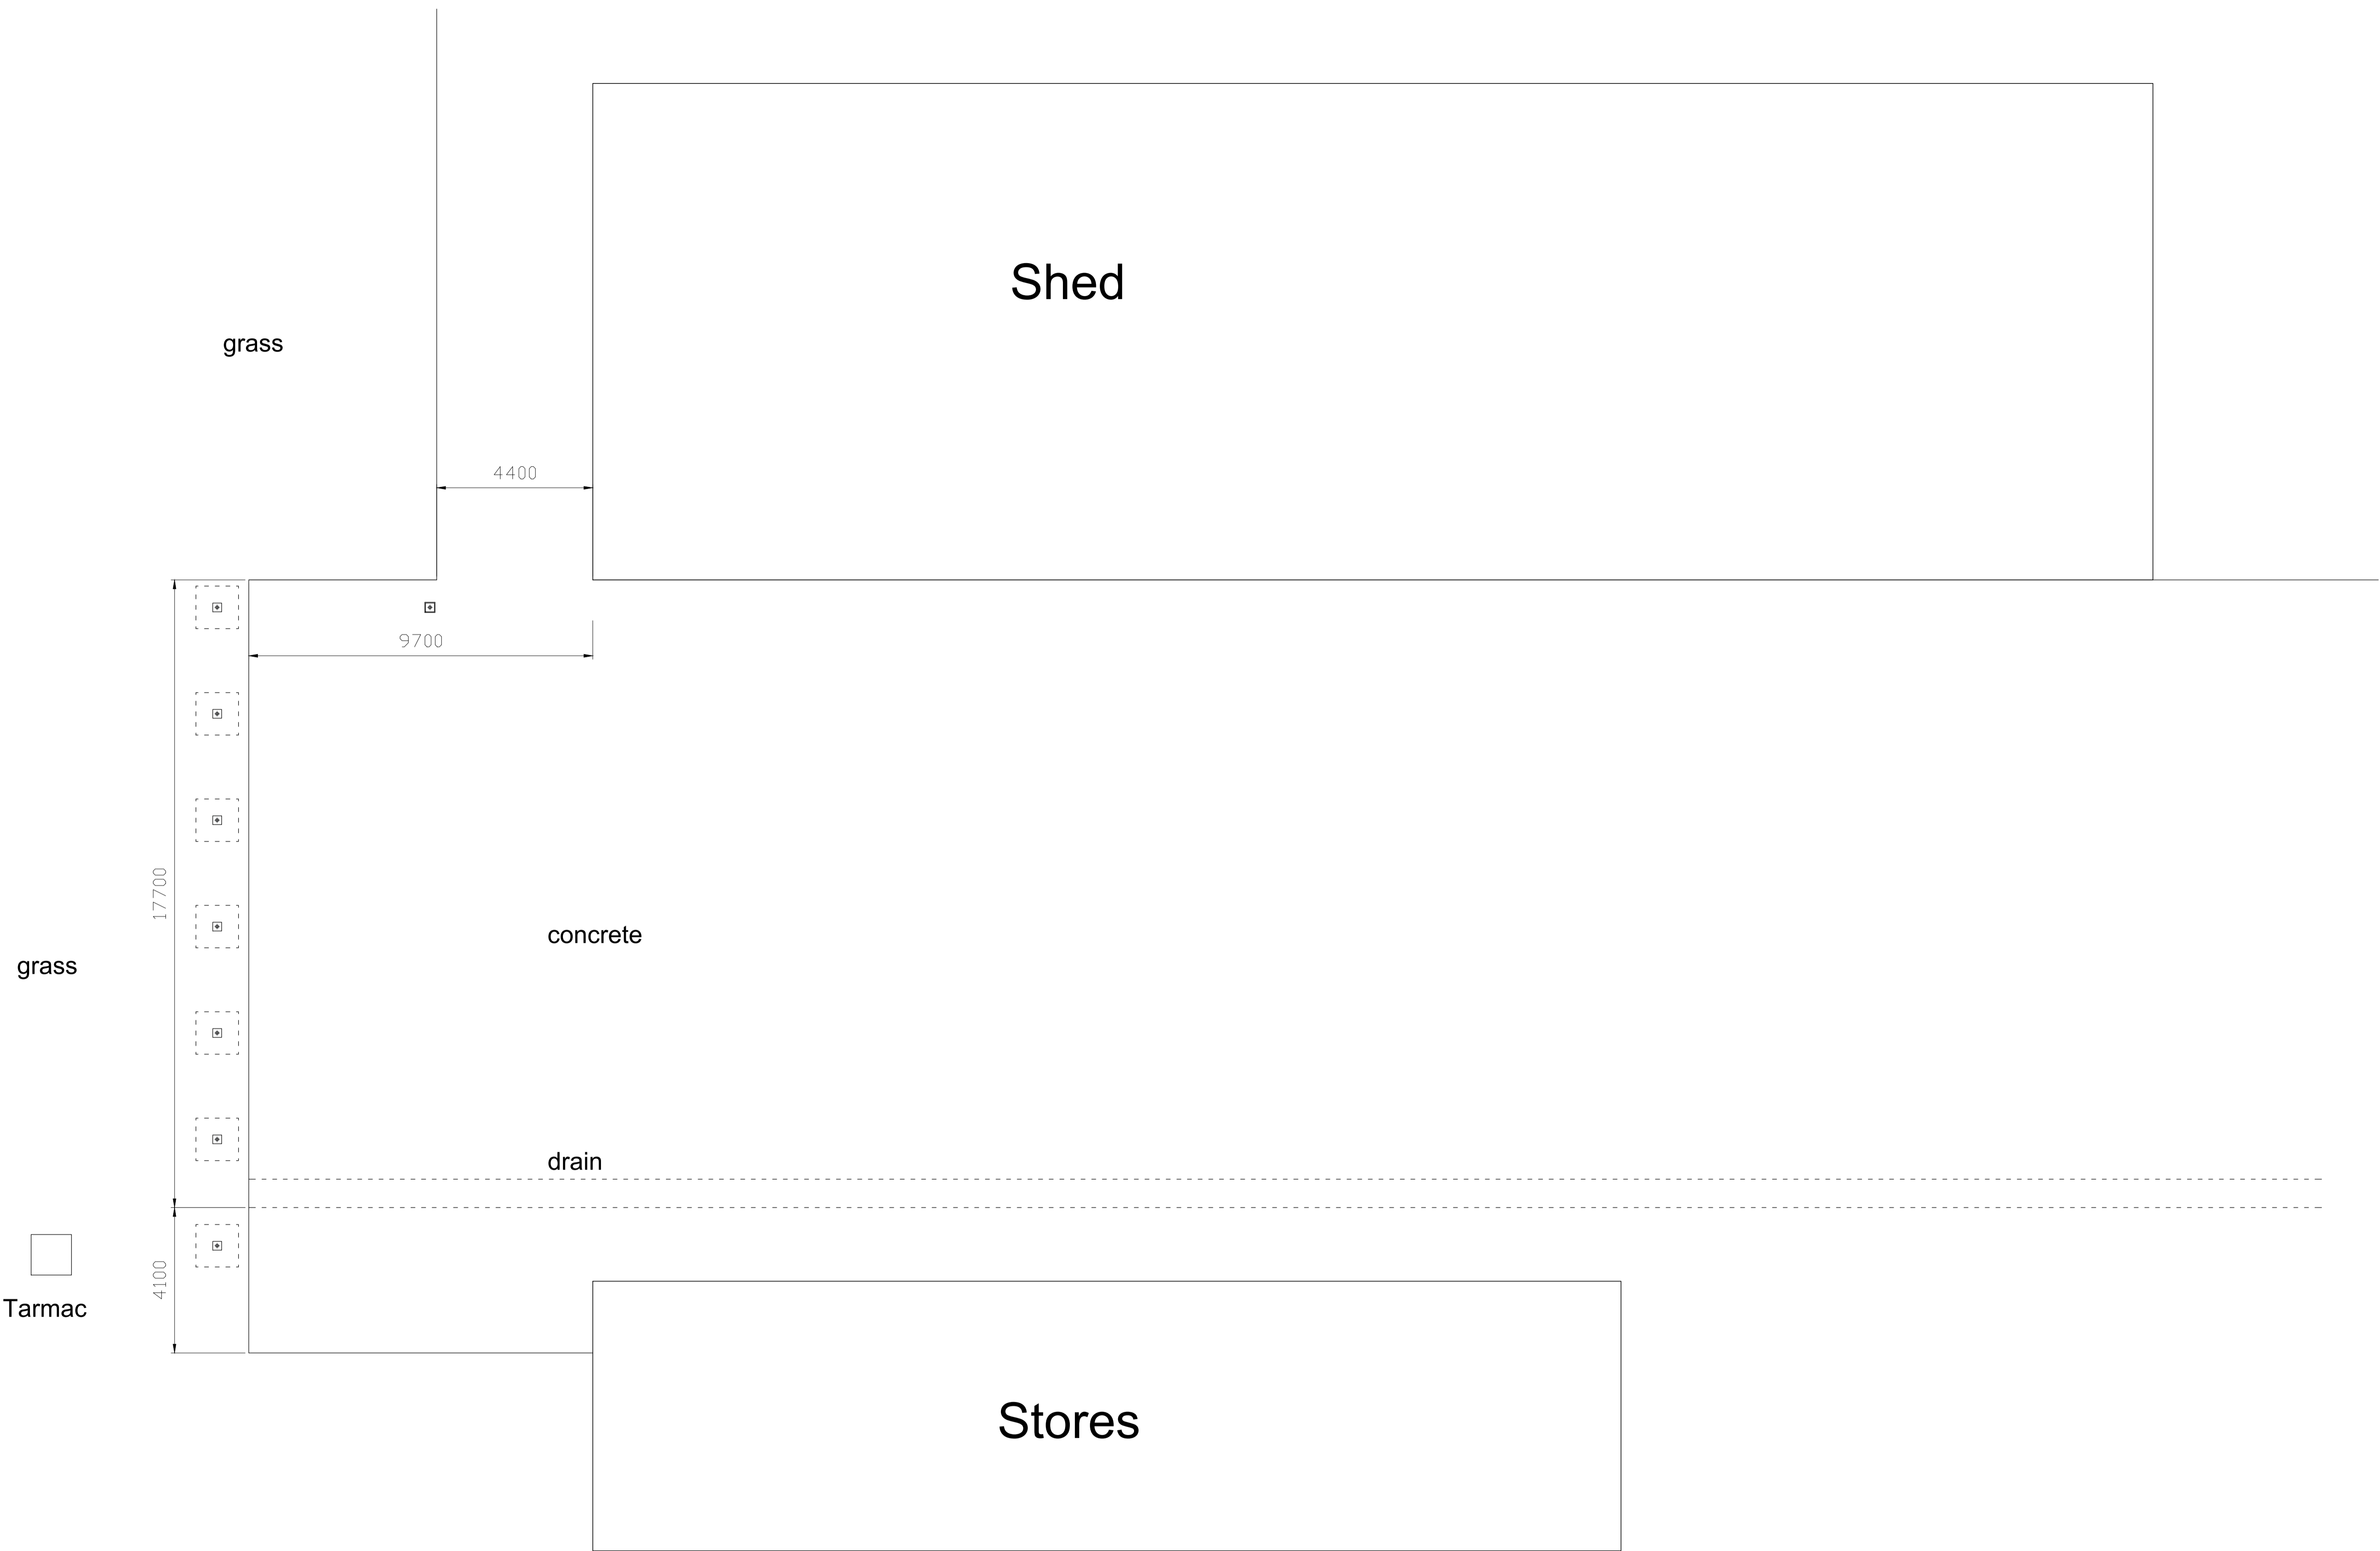 Shed
grass
4400
9700
17700
concrete
grass
drain
4100
Tarmac
Stores